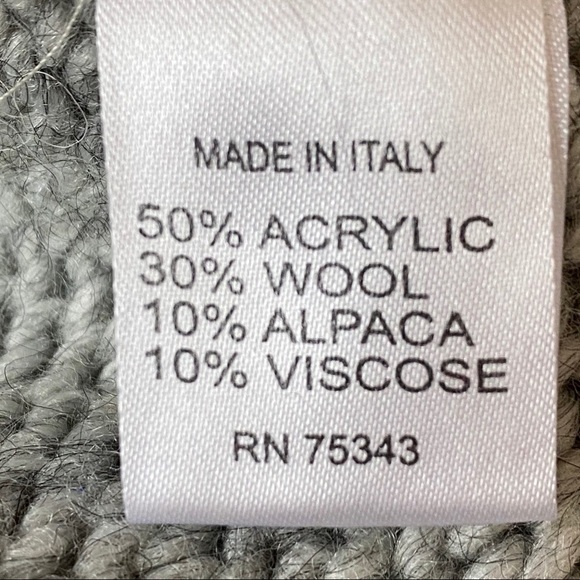 MADE IN ITALY
50% ACRYLIC
30% WOOL
10% ALPACA
10% VISCOSE
RN 75343